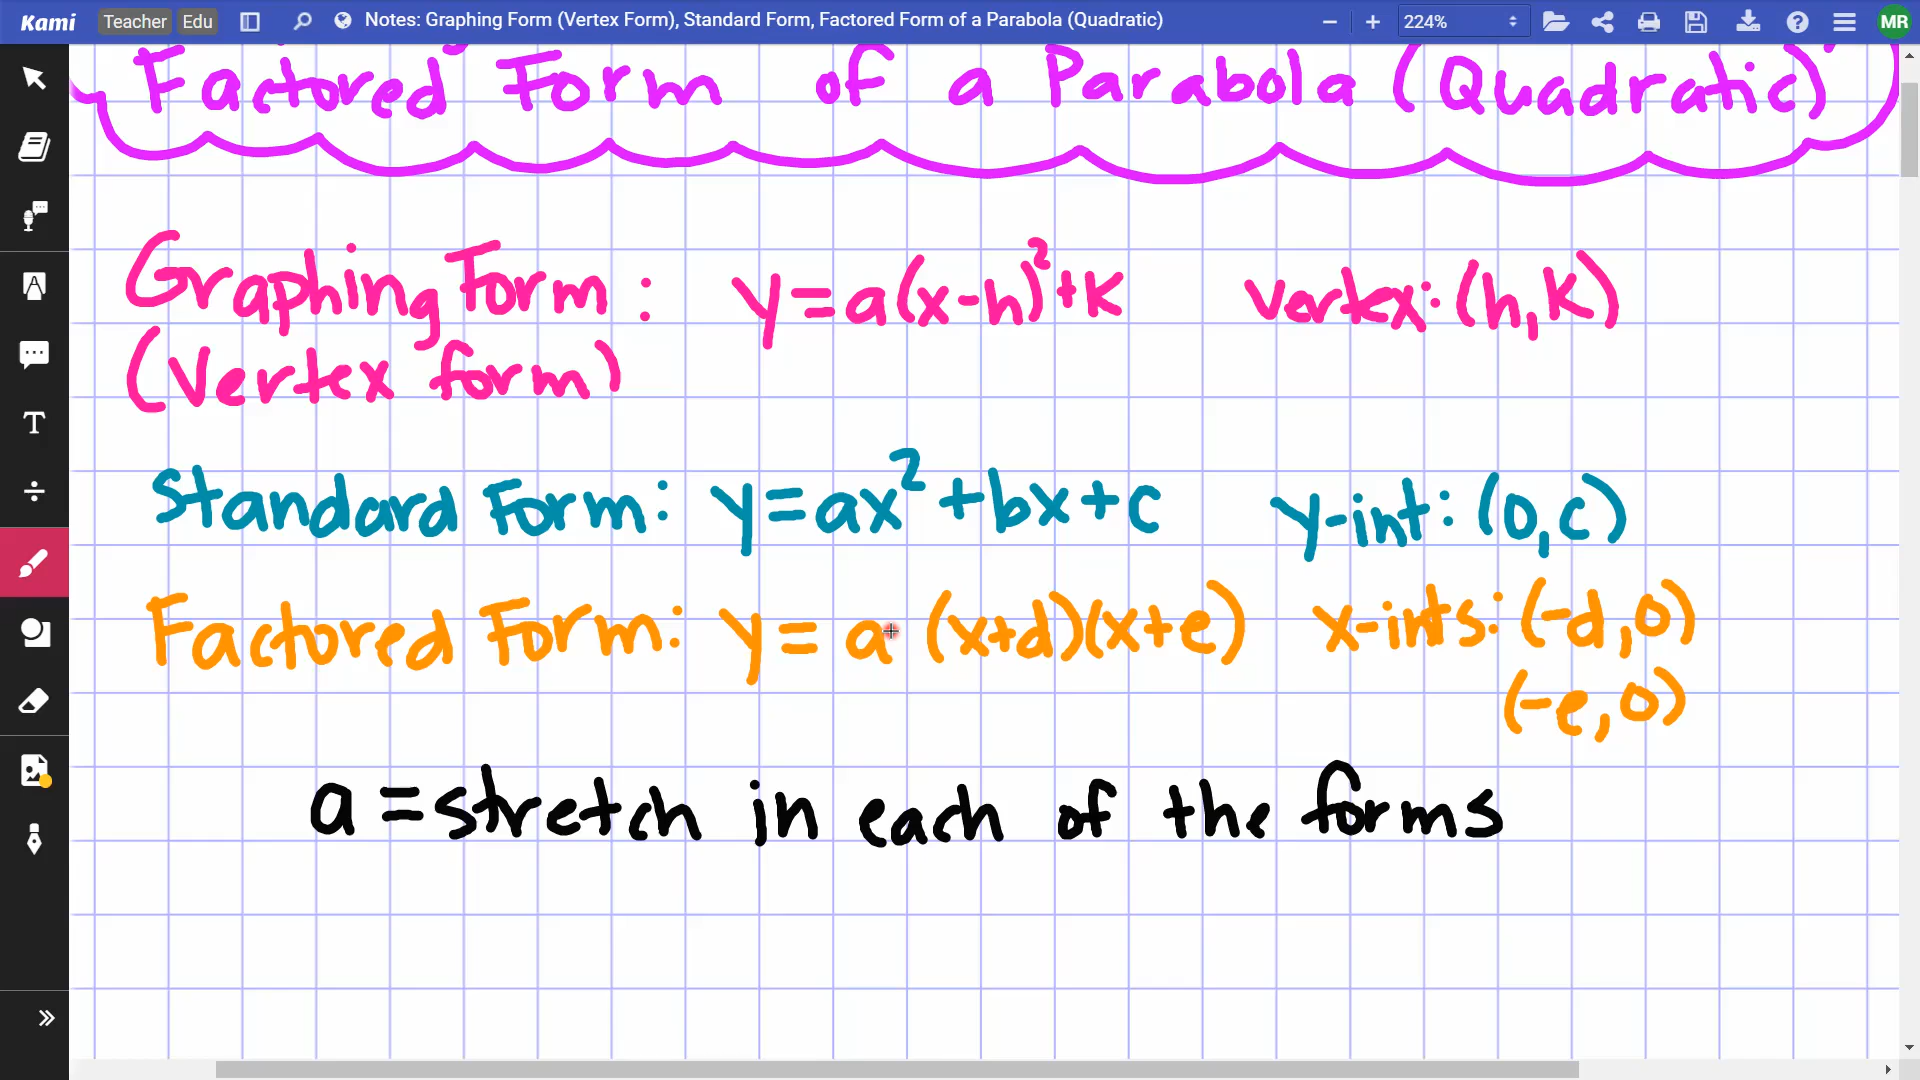 Kami Teacher Edu Notes: Graphing Form (Vertex Form), Standard Form, Factored Form of a Parabola (Quadratic) 224% MR
Factored Form of a Parabola (Quadratic)
Graphing Form: y=a(x-h)²+k vertex: (h,k)
(Vertex form)
Standard Form: y=ax²+bx+c y-int: (0,c)
Factored Form: y=a (x+d)(x+e) x-ints: (-d,0)
(-e,0)
a=stretch in each of the forms